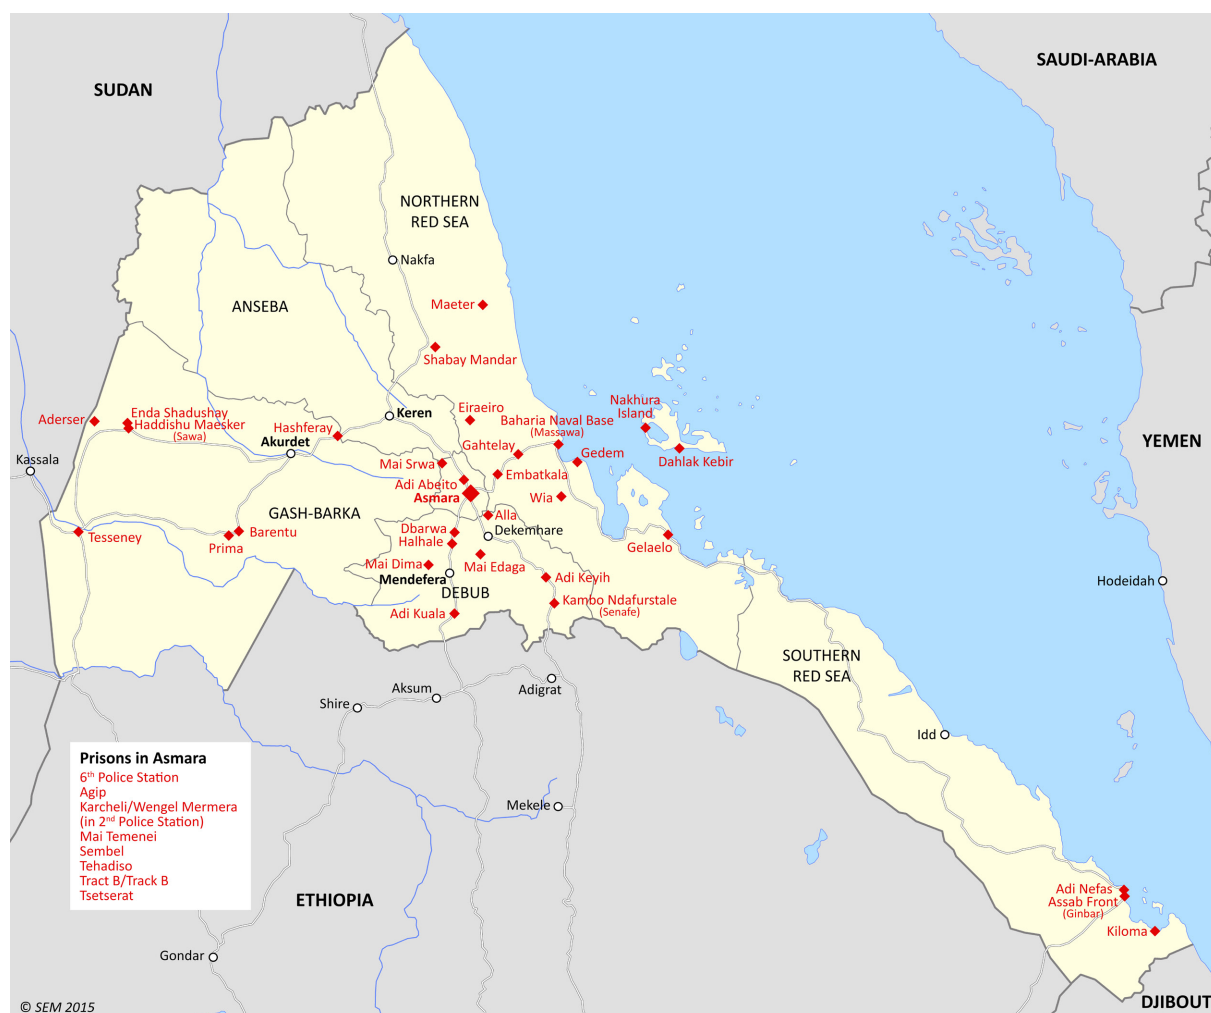 SAUDI-ARABIA
SUDAN
NORTHERN
RED SEA
Nakfa
ANSEBA
Maeter
Shabay Mandar
Nakhura
Island
Keren
Eiraeiro
Enda Shadushay
Aderser
Haddishu Maesker
(Sawa)
Hashferay
Baharia Naval Base
(Massawa)
Akurdet
YEMEN
Gahtelay
Gedem
Dahlak Kebir
Kassala
Mai Srwa
Embatkala
Adi Abeito
Asmara
Wia
GASH-BARKA
Alla
Dbarwa
Dekemhare
Tesseney
Barentu
Prima
Halhale
Gelaelo
Mai Dima
Mai Edaga
Mendefera
Adi Keyih
Hodeidah
DEBUB
Kambo Ndafurstale
(Senafe)
Adi Kuala
SOUTHERN
RED SEA
Aksum
Adigrat
Shire
Idd
Prisons in Asmara
6th Police Station
Agip
Karcheli/Wengel Mermera
(in 2nd Police Station)
Mai Temenei
Sembel
Tehadiso
Tract B/Track B
Tsetserat
Mekele
ETHIOPIA
Adi Nefas
Assab Front
(Ginbar)
Kiloma
Gondar
DJIBOUT
© SEM 2015